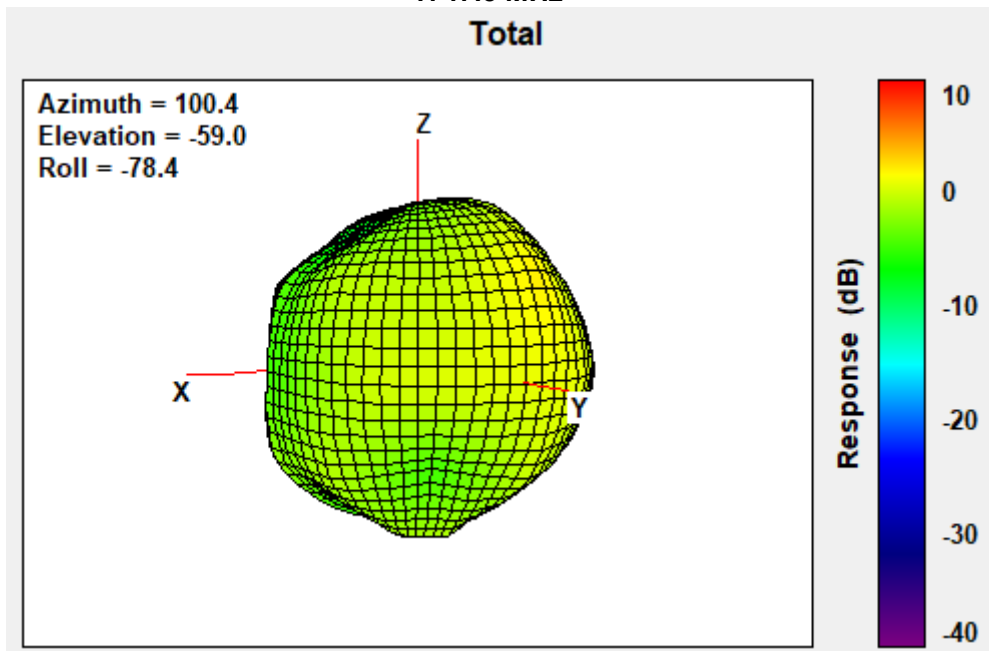 Total
Azimuth = 100.4
Elevation = -59.0
Roll = -78.4
Z
X
Y
10
0
-10
-20
-30
-40
Response (dB)